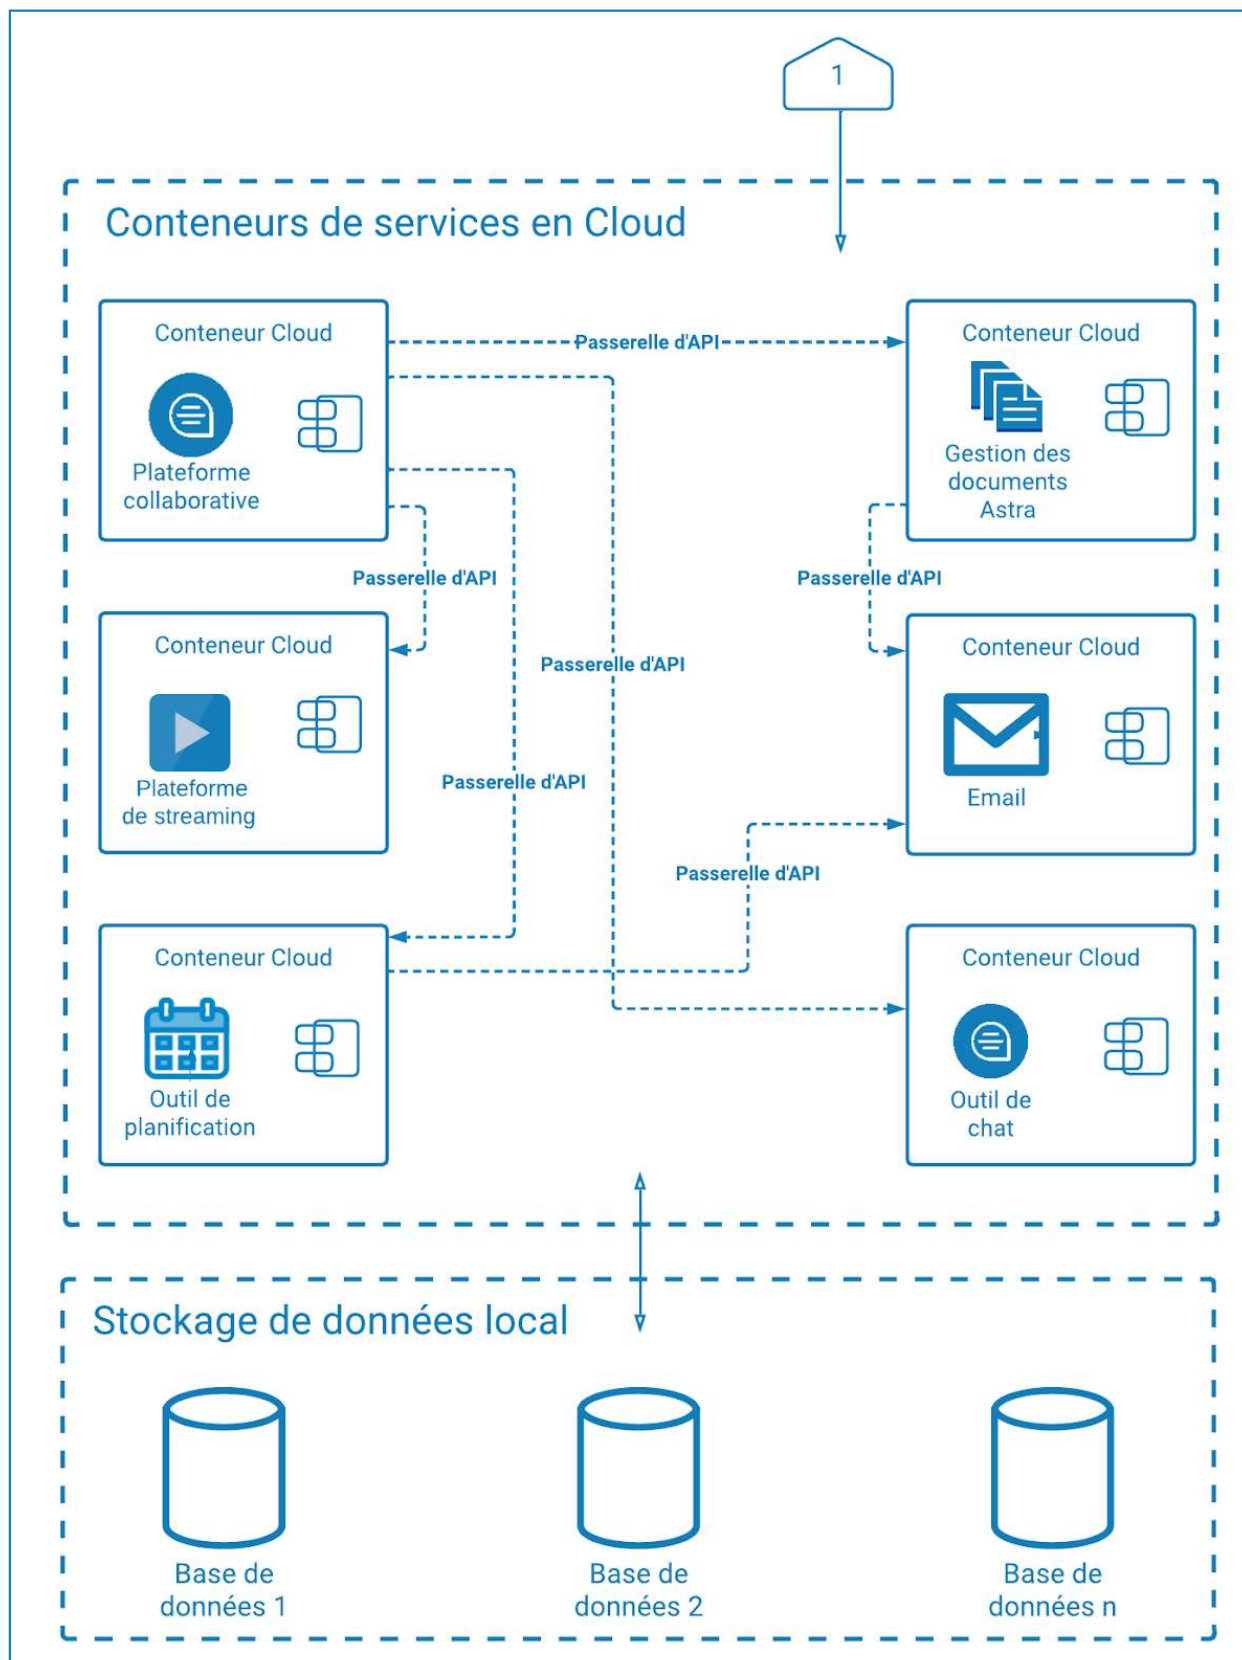 1
Conteneurs de services en Cloud
Conteneur Cloud
Plateforme
collaborative
Passerelle d'API
Conteneur Cloud
Gestion des
documents
Astra
Passerelle d'API
Passerelle d'API
Conteneur Cloud
Plateforme
de streaming
Passerelle d'API
Passerelle d'API
Conteneur Cloud
Email
Passerelle d'API
Conteneur Cloud
Outil de
planification
Conteneur Cloud
Outil de
chat
Stockage de données local
Base de
données 1
Base de
données 2
Base de
données n